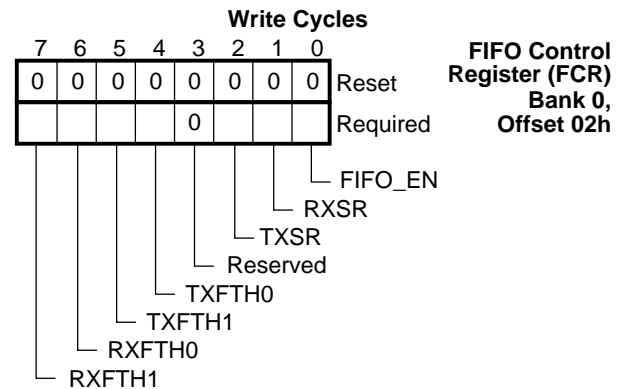 Write Cycles
7 6 5 4 3 2 1 0
FIFO Control
Register (FCR)
Bank 0,
Offset 02h
0 0 0 0 0 0 0 0 Reset
0 Required
FIFO_EN
RXSR
TXSR
Reserved
TXFTH0
TXFTH1
RXFTH0
RXFTH1